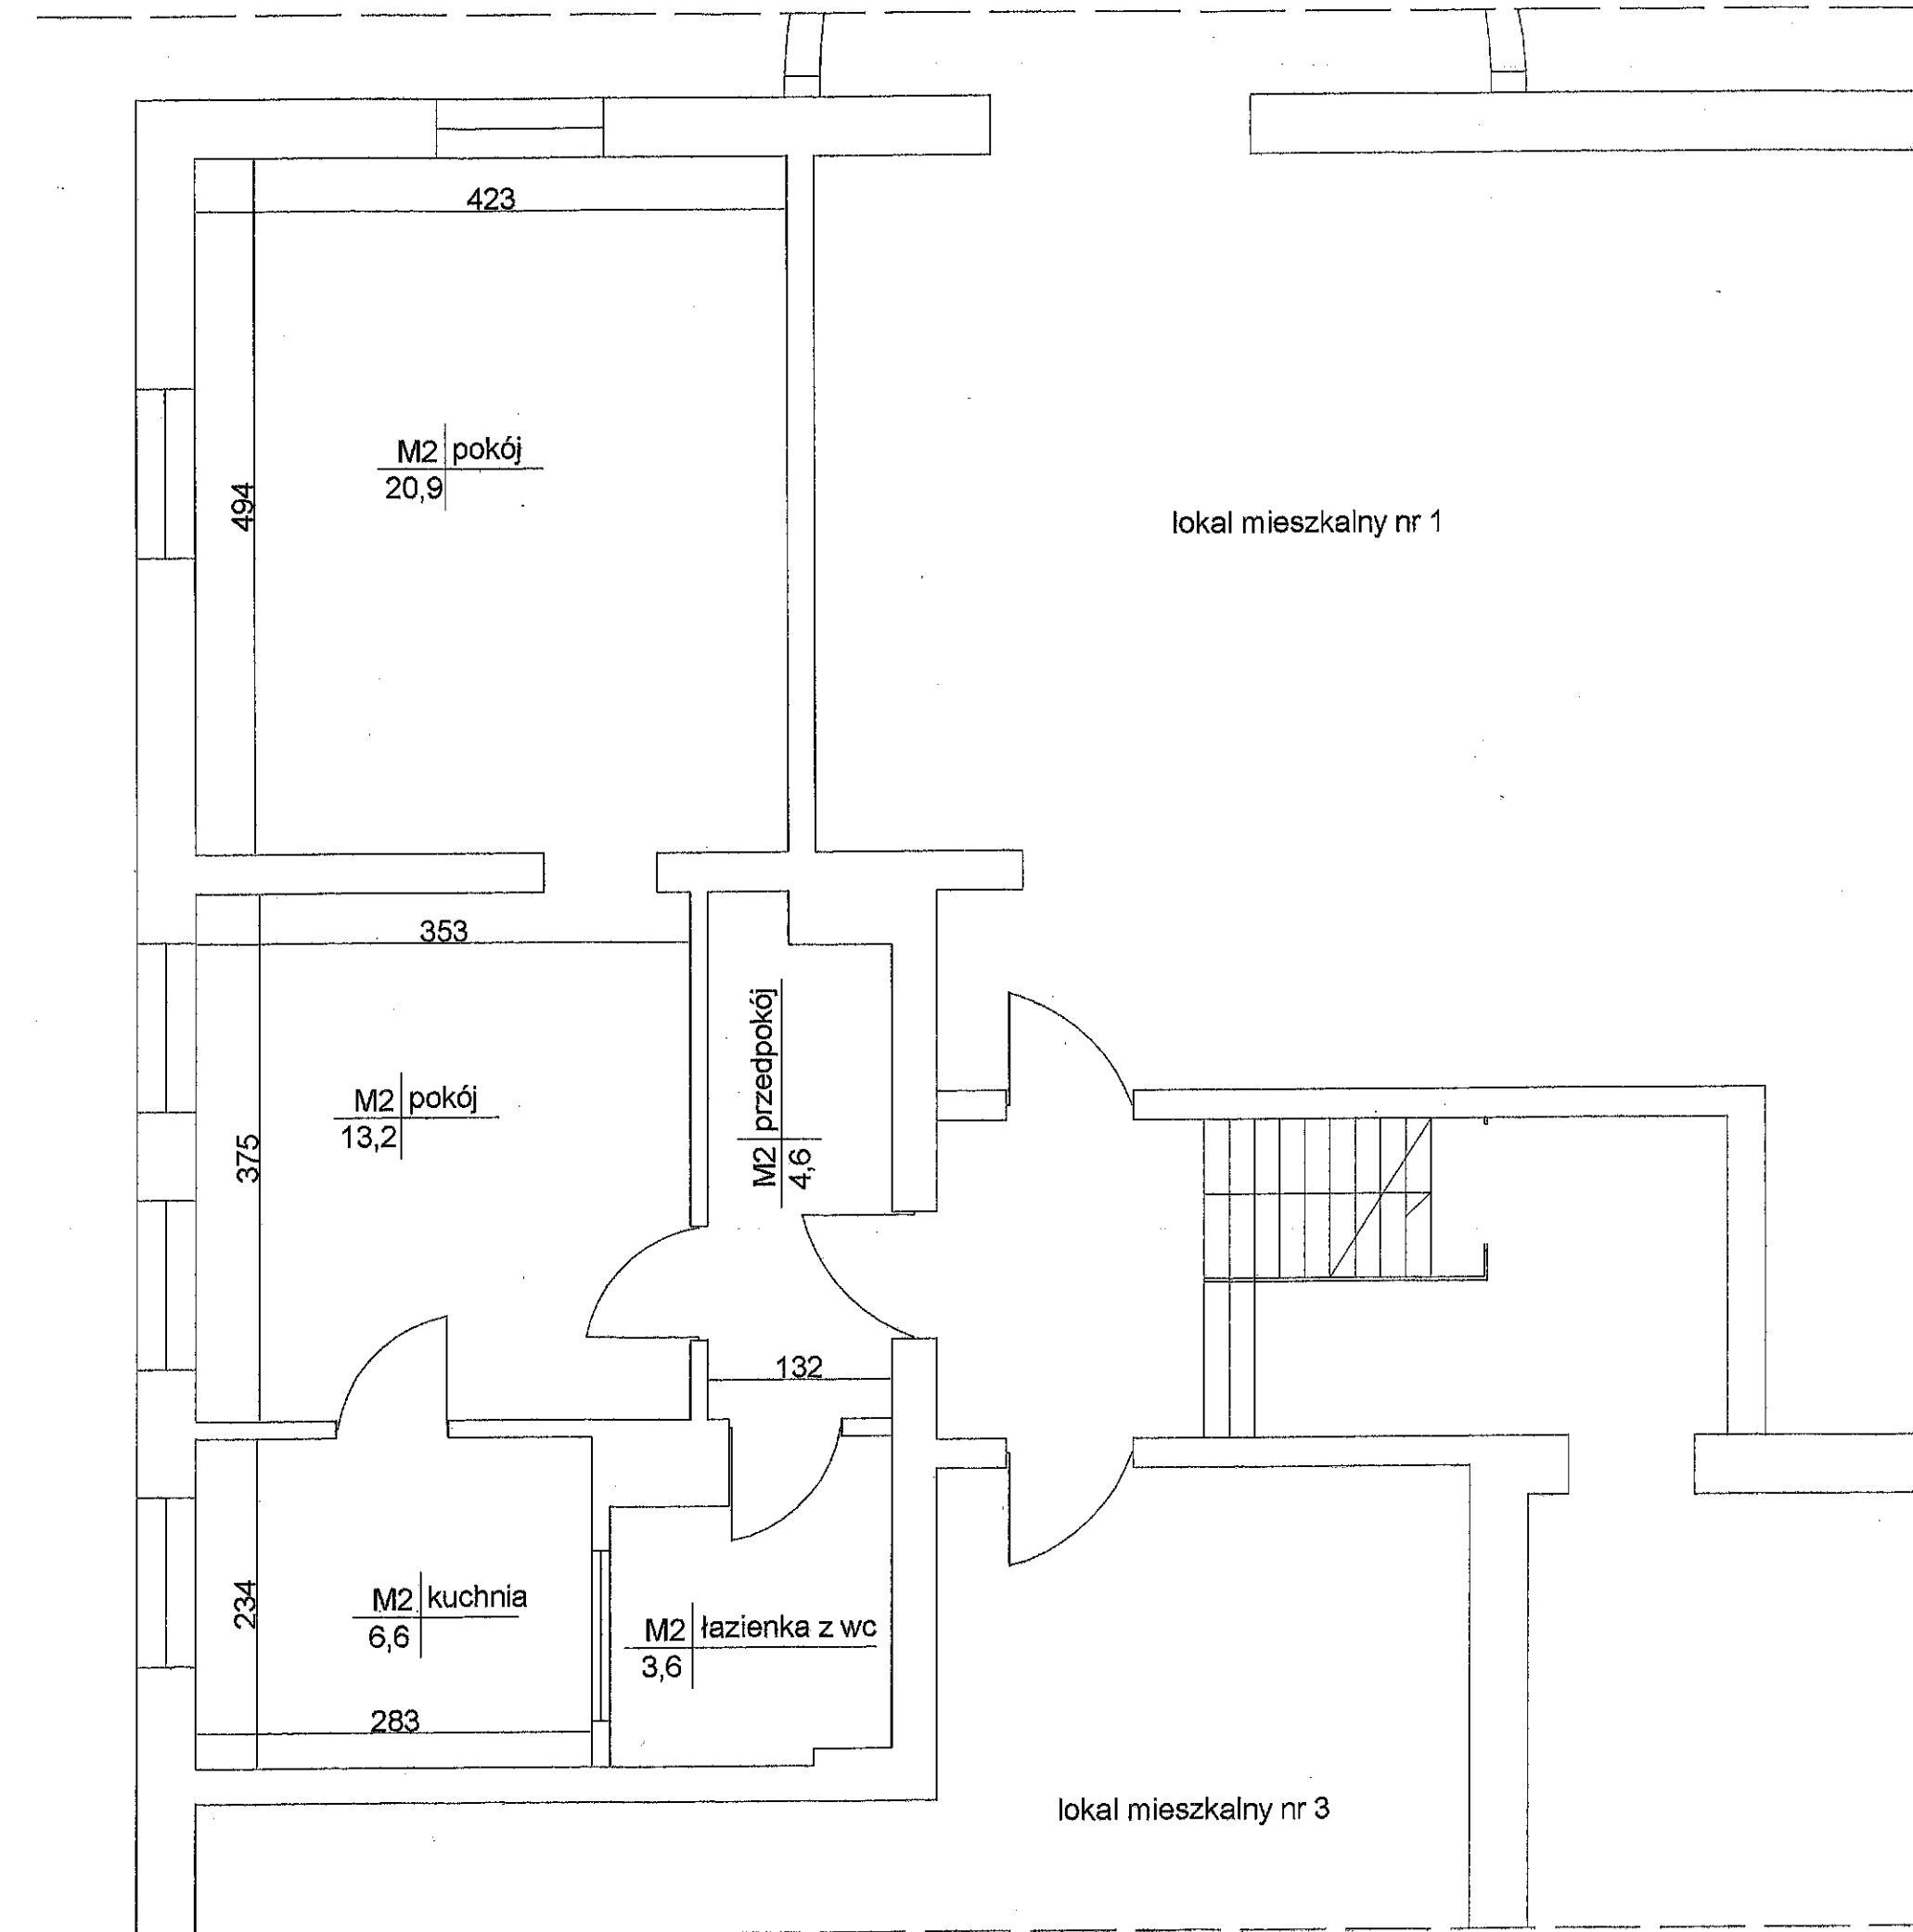 423
M2 pokój
20,9
494
lokal mieszkalny nr 1
353
M2 przedpokój
4,6
M2 pokój
13,2
375
132
M2 kuchnia
6,6
234
M2 łazienka z wc
3,6
283
lokal mieszkalny nr 3